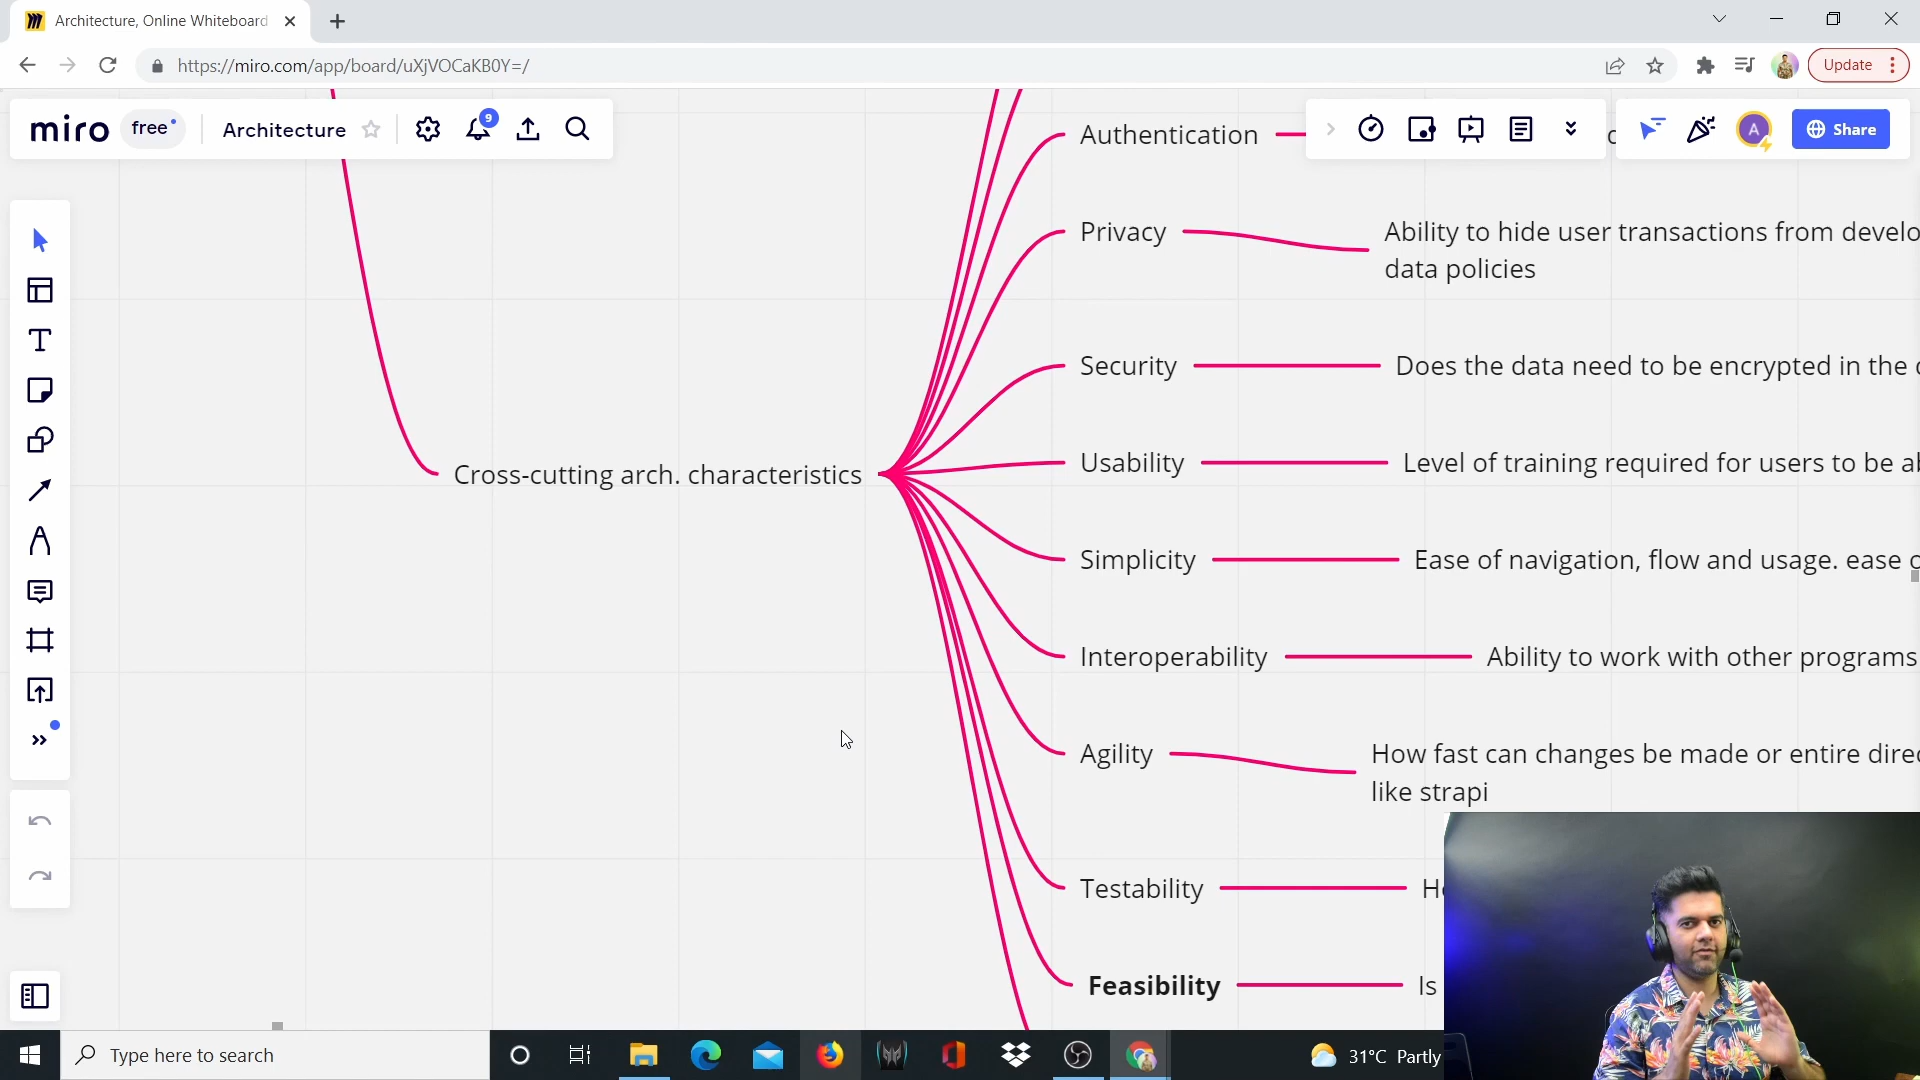 Architecture, Online Whiteboard
https://miro.com/app/board/uXjVOCaKB0Y=/
Update
miro
free
Architecture
9
A
Share
Authentication
Privacy
Ability to hide user transactions from develo
data policies
Security
Does the data need to be encrypted in the
Usability
Level of training required for users to be
Cross-cutting arch. characteristics
Simplicity
Ease of navigation, flow and usage. ease
Interoperability
Ability to work with other programs
Agility
How fast can changes be made or entire
like strapi
Testability
Feasibility
Is
Type here to search
31°C Partly